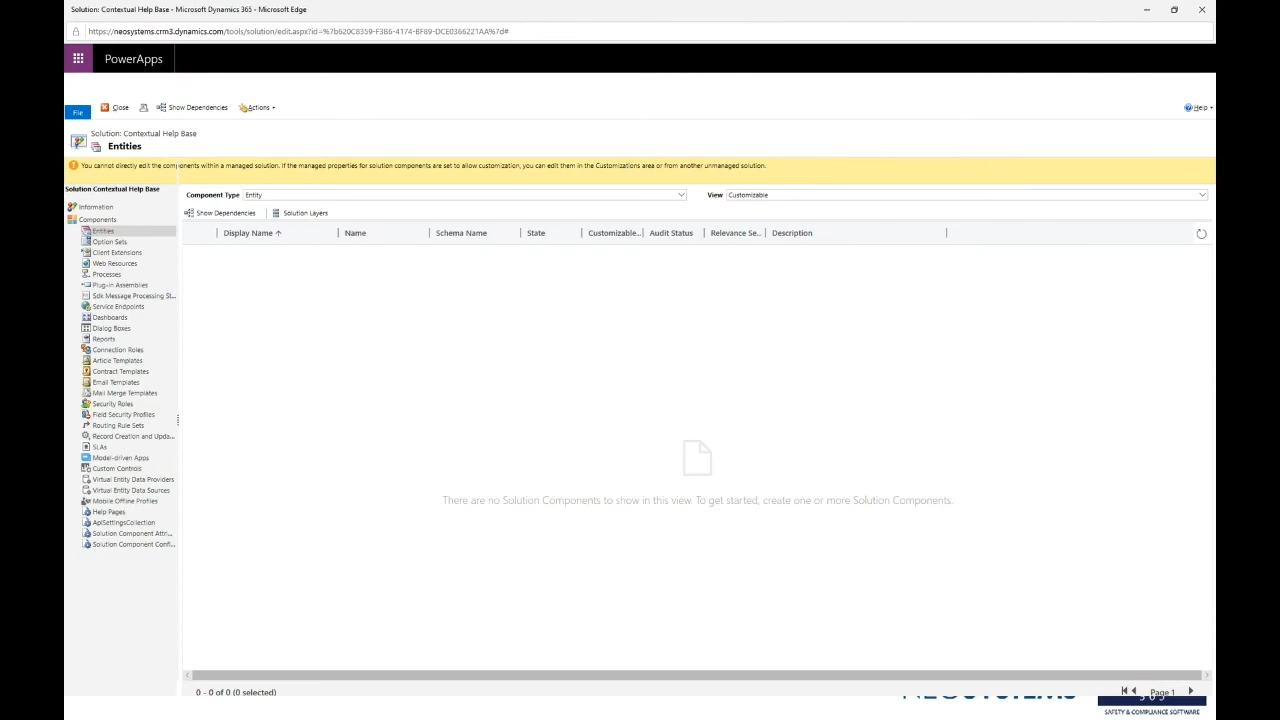 Solution: Contextual Help Base - Microsoft Dynamics 365 - Microsoft Edge
https://neosystems.crm3.dynamics.com/tools/solution/edit.aspx?id=%7b620C8359-F3B6-4174-BF89-DCE0366221AA%7d#
PowerApps
File
Close
Show Dependencies
Actions
Help
Solution: Contextual Help Base
Entities
You cannot directly edit the components within a managed solution. If the managed properties for solution components are set to allow customization, you can edit them in the Customizations area or from another unmanaged solution.
Solution Contextual Help Base
Component Type Entity
View Customizable
Information
Components
Entities
Option Sets
Client Extensions
Web Resources
Processes
Plug-in Assemblies
Sdk Message Processing St...
Service Endpoints
Dashboards
Dialog Boxes
Reports
Connection Roles
Article Templates
Contract Templates
Email Templates
Mail Merge Templates
Security Roles
Field Security Profiles
Routing Rule Sets
Record Creation and Upda...
SLAs
Model-driven Apps
Custom Controls
Virtual Entity Data Providers
Virtual Entity Data Sources
Mobile Offline Profiles
Help Pages
AplSettingsCollection
Solution Component Attri...
Solution Component Confi...
Show Dependencies
Solution Layers
Display Name
Name
Schema Name
State
Customizable...
Audit Status
Relevance Se...
Description
There are no Solution Components to show in this view. To get started, create one or more Solution Components.
0 - 0 of 0 (0 selected)
Page 1
SAFETY & COMPLIANCE SOFTWARE